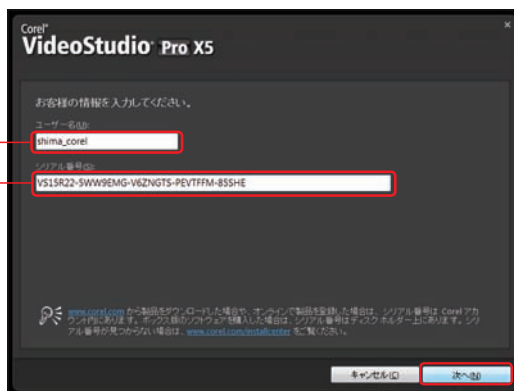 Corel®
VideoStudio® Pro X5
×
お客様の情報を入力してください。
ユーザー名(U):
shima_corel
シリアル番号(S):
VS15R22-SWW9EMG-V6ZNGTS-PEVTFFM-85SHE
www.corel.com から製品をダウンロードした場合や、オンラインで製品を登録した場合は、シリアル番号は Corel アカ
ウント内にあります。ボックス版のソフトウェアを購入した場合は、シリアル番号はディスク ホルダー上にあります。シリ
アル番号が見つからない場合は、www.corel.com/installcenter をご覧ください。
キャンセル(C) 次へ(N)